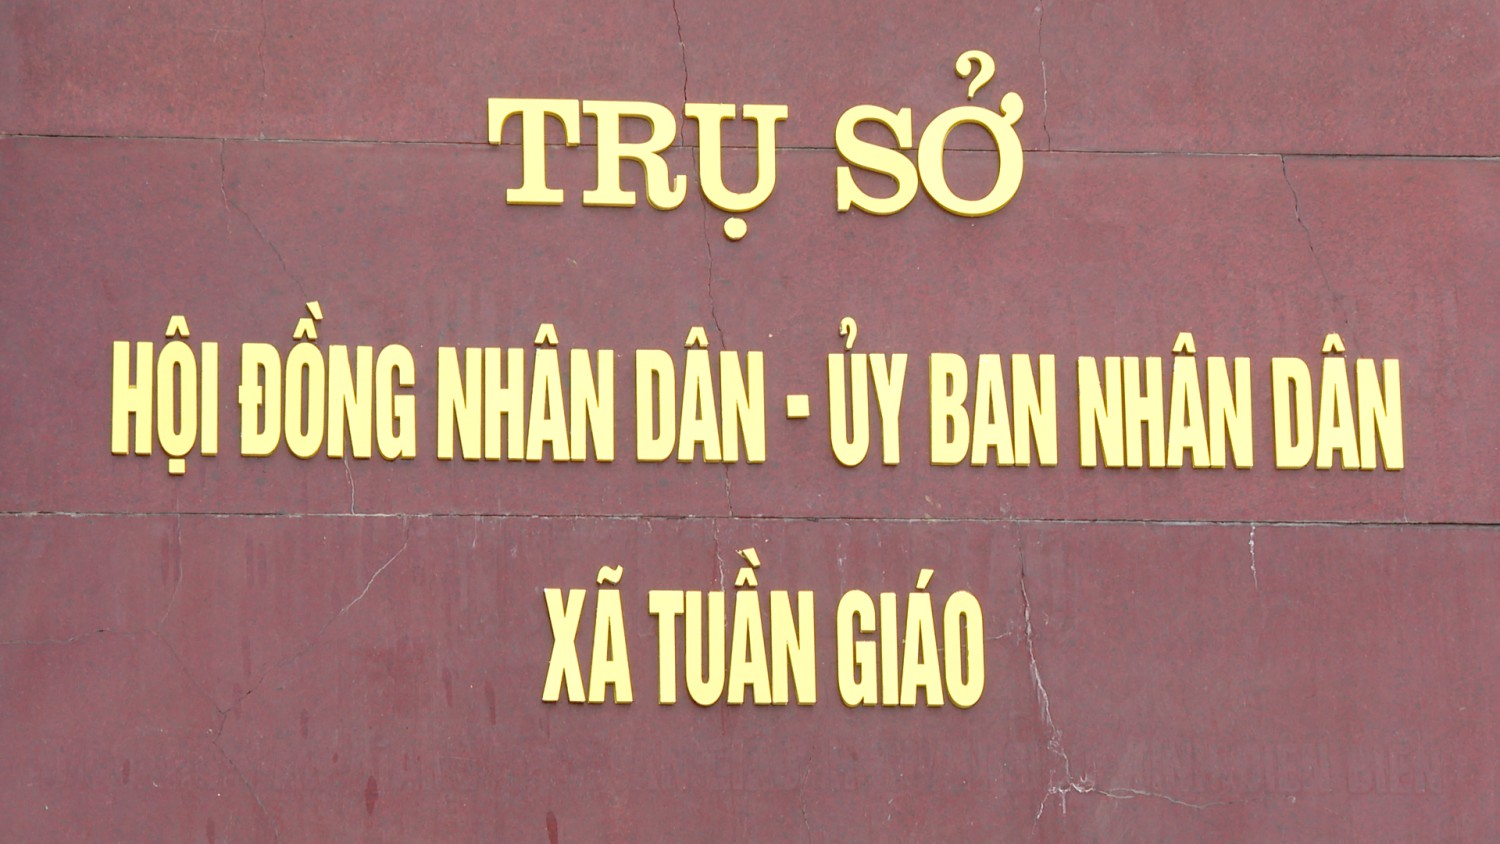 TRỤ SỞ
HỘI ĐỒNG NHÂN DÂN - ỦY BAN NHÂN DÂN
XÃ TUẦN GIÁO